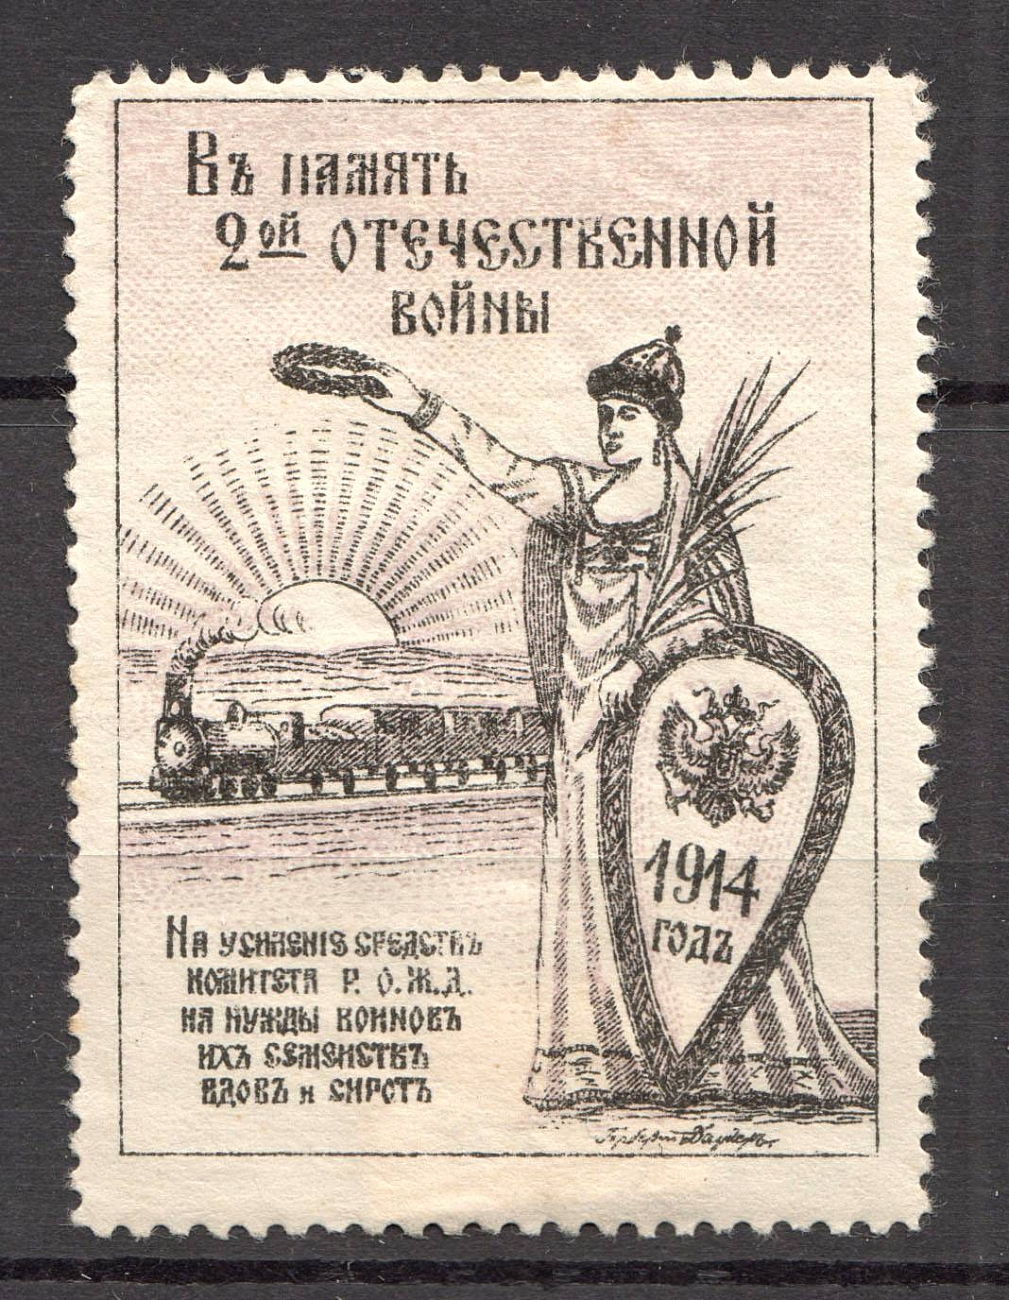 Въ память
2ой отечественной
войны
1914
годъ
На усиленіе средствъ
комитета Р. О. Ж. Д.
на нужды воиновъ
ихъ семействъ
вдовъ и сиротъ